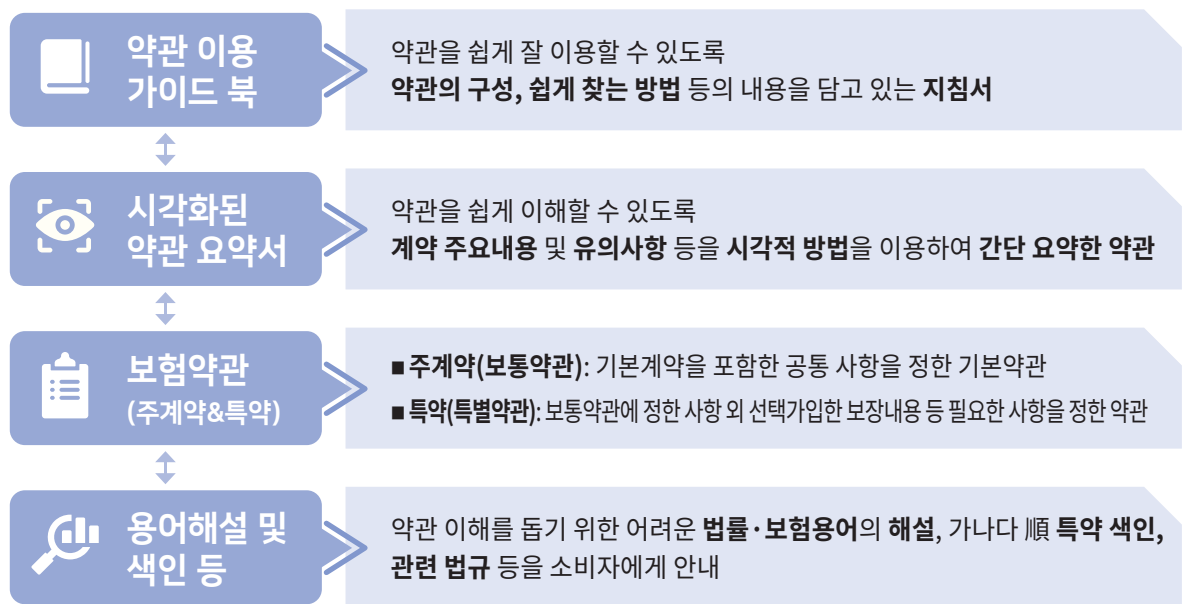 약관 이용
가이드 북
약관을 쉽게 잘 이용할 수 있도록
약관의 구성, 쉽게 찾는 방법 등의 내용을 담고 있는 지침서
시각화된
약관 요약서
약관을 쉽게 이해할 수 있도록
계약 주요내용 및 유의사항 등을 시각적 방법을 이용하여 간단 요약한 약관
보험약관
(주계약&특약)
■ 주계약(보통약관): 기본계약을 포함한 공통 사항을 정한 기본약관
■ 특약(특별약관): 보통약관에 정한 사항 외 선택가입한 보장내용 등 필요한 사항을 정한 약관
용어해설 및
색인 등
약관 이해를 돕기 위한 어려운 법률·보험용어의 해설, 가나다 順 특약 색인,
관련 법규 등을 소비자에게 안내